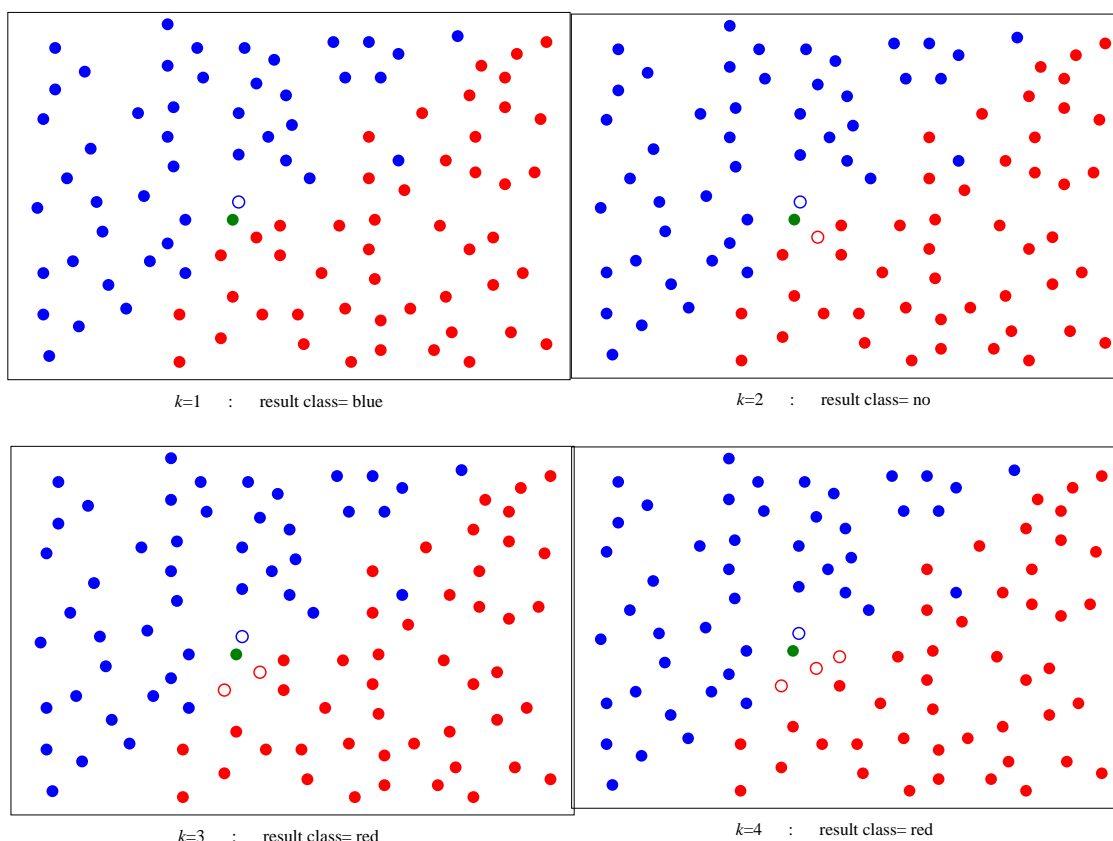 k=1 : result class= blue
k=2 : result class= no
k=3 : result class= red
k=4 : result class= red